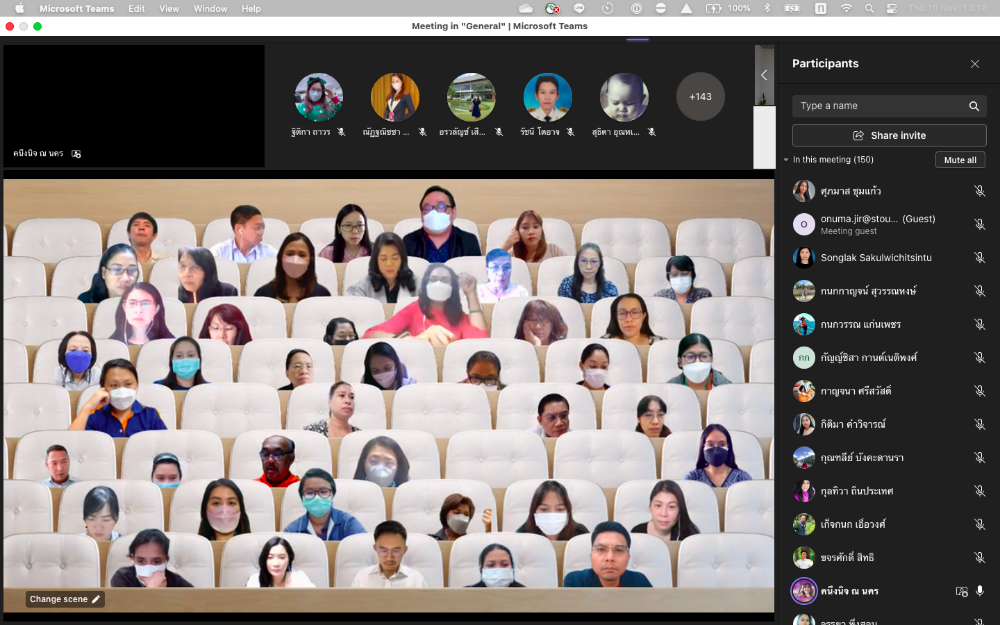 Microsoft Teams Edit View Window Help 100% Thu 10 Nov 13:18
Meeting in "General" | Microsoft Teams
คนึงนิจ ณ นคร
ฐิติกา ถาวร
ณัฏฐณิชชา ...
อรวลัญช์ เสี...
รัชนี โตอาจ
สุธิดา อุณหเ...
+143
Change scene
Participants
Type a name
Share invite
In this meeting (150)
Mute all
ศุภมาส ชุมแก้ว
O
onuma.jir@stou... (Guest)
Meeting guest
Songlak Sakulwichitsintu
กนกกาญจน์ สุวรรณหงษ์
กนกวรรณ แก่นเพชร
กก
กัญญ์ชิสา กานต์เนติพงศ์
กาญจนา ศรีสวัสดิ์
กิติมา คำวิจารณ์
กุณฑลีย์ บังคะดานรา
กุลทิวา ถิ่นประเทศ
เก็จกนก เอื้อวงศ์
ขจรศักดิ์ สิทธิ
คนึงนิจ ณ นคร